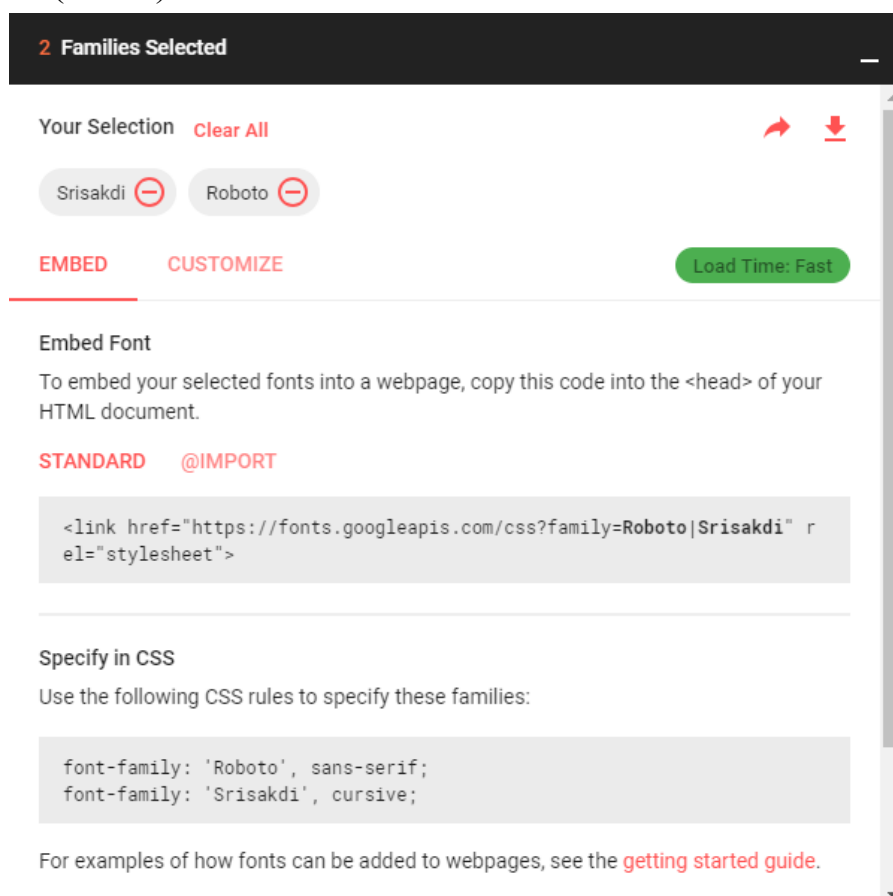 2 Families Selected
Your Selection Clear All
Srisakdi Roboto
EMBED CUSTOMIZE Load Time: Fast
Embed Font
To embed your selected fonts into a webpage, copy this code into the <head> of your
HTML document.
STANDARD @IMPORT
<link href="https://fonts.googleapis.com/css?family=Roboto|Srisakdi" r
el="stylesheet">
Specify in CSS
Use the following CSS rules to specify these families:
font-family: 'Roboto', sans-serif;
font-family: 'Srisakdi', cursive;
For examples of how fonts can be added to webpages, see the getting started guide.